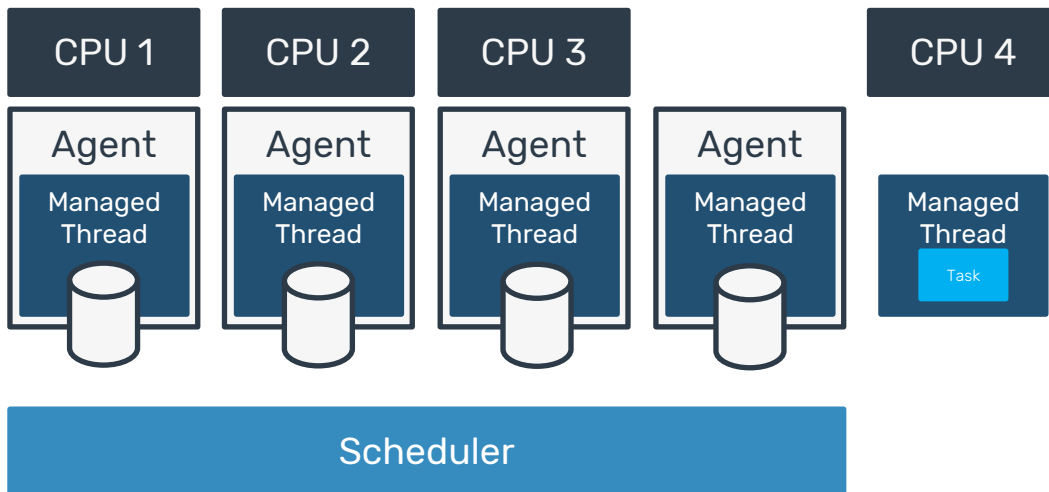 CPU 1
CPU 2
CPU 3
CPU 4
Agent
Agent
Agent
Agent
Managed
Thread
Managed
Thread
Managed
Thread
Managed
Thread
Managed
Thread
Task
Scheduler